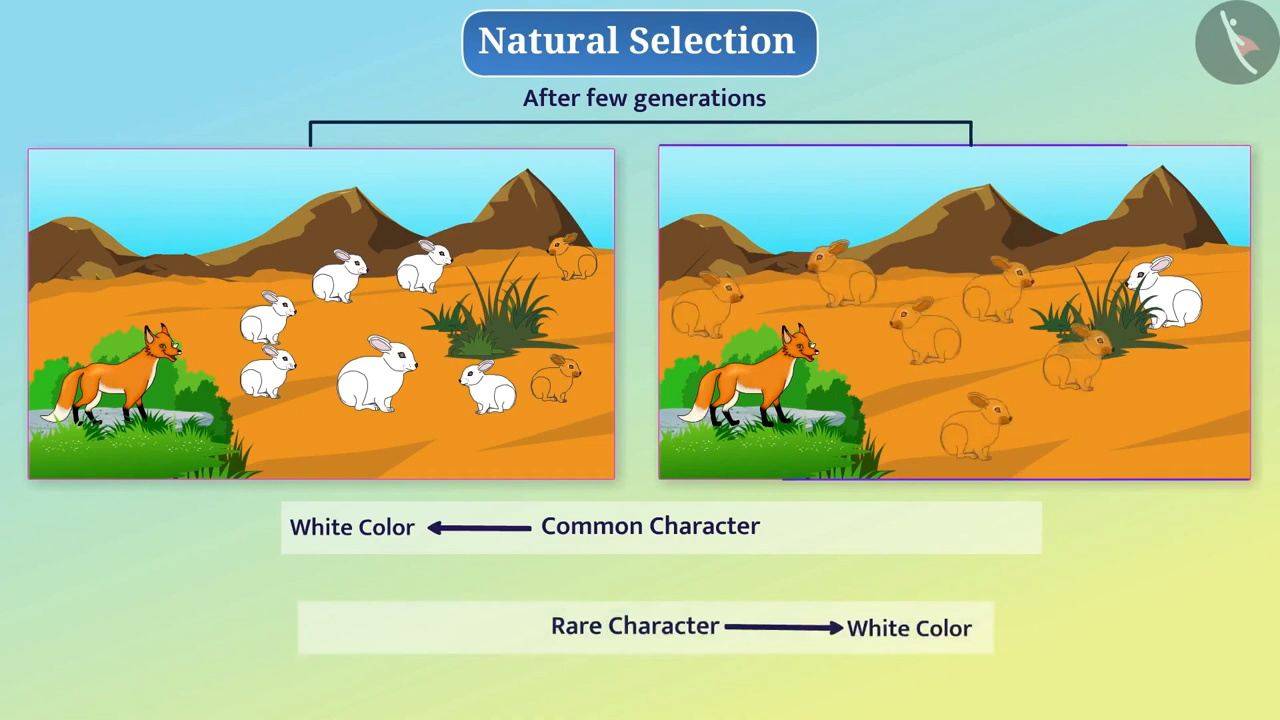 Natural Selection
After few generations
White Color Common Character
Rare Character White Color